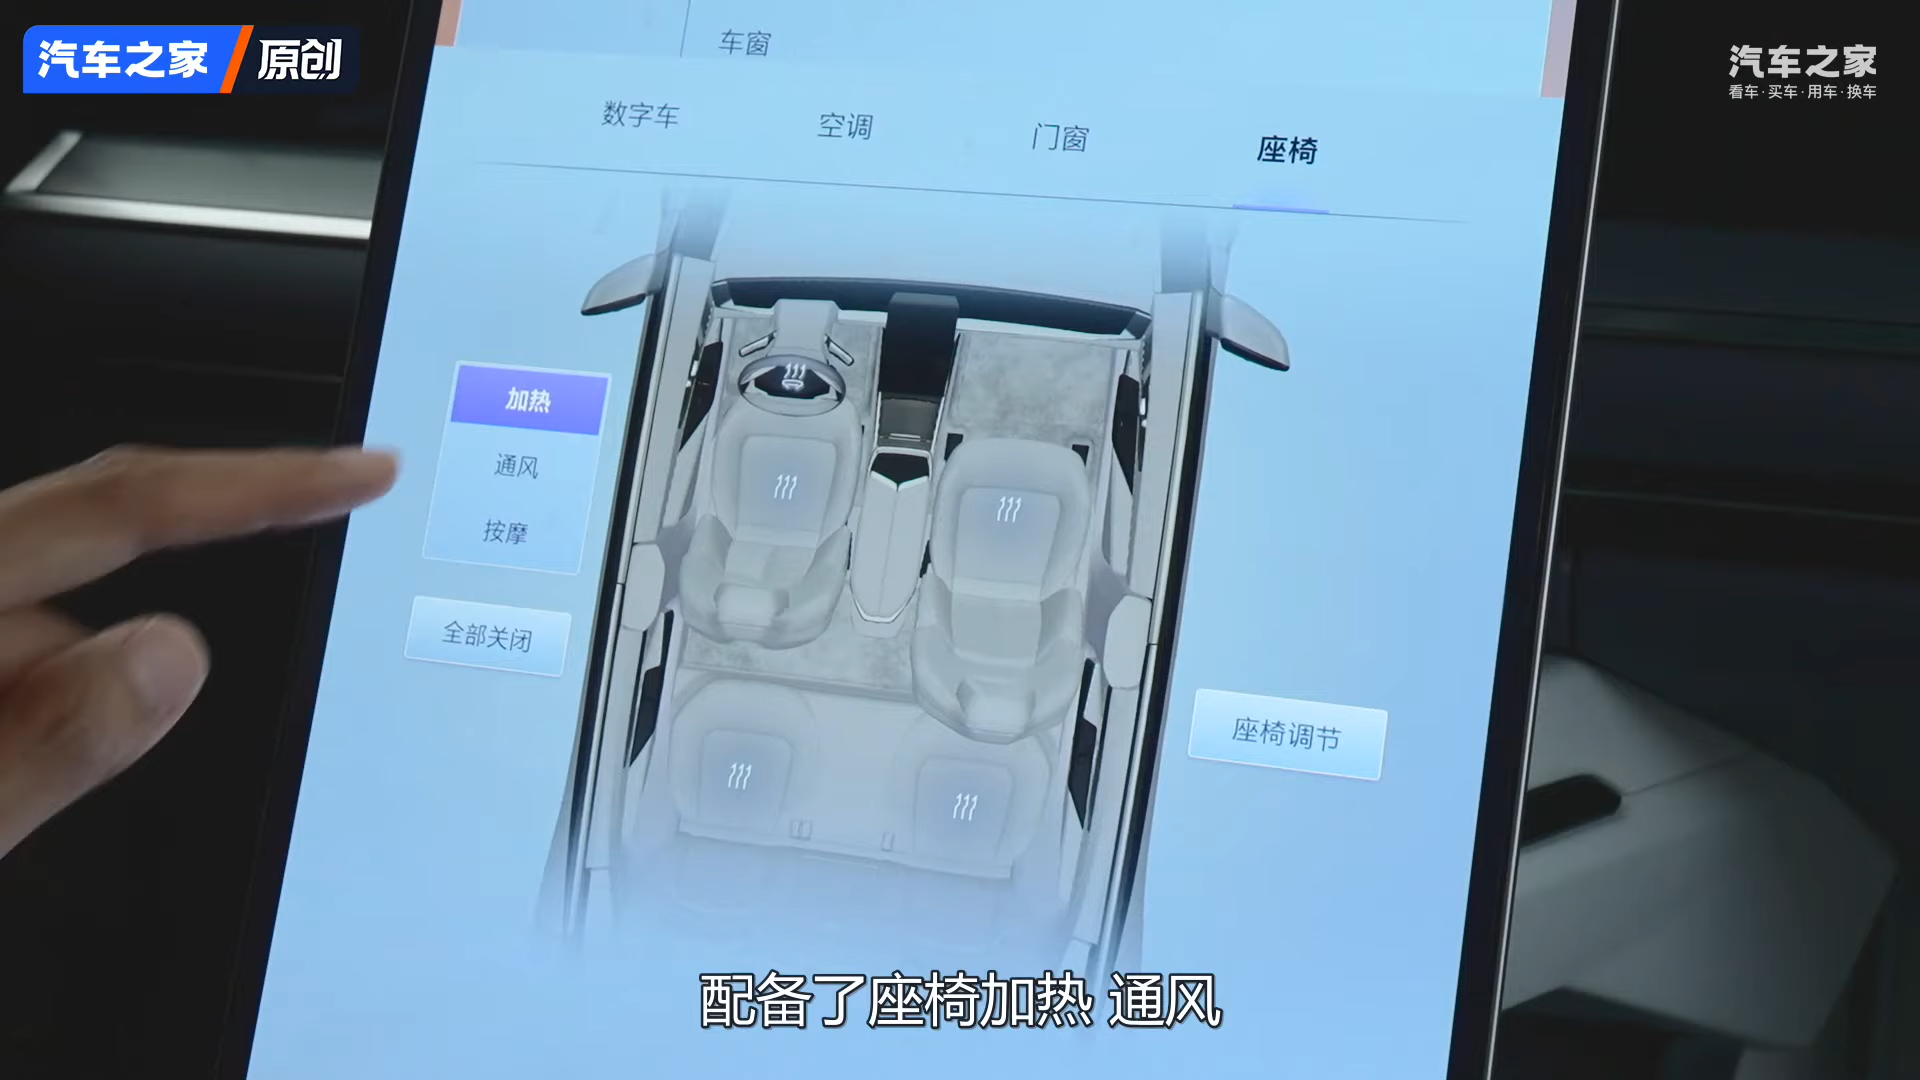 汽车之家 原创
汽车之家
看车·买车·用车·换车
车窗
数字车 空调 门窗 座椅
加热
通风
按摩
全部关闭
座椅调节
配备了座椅加热 通风